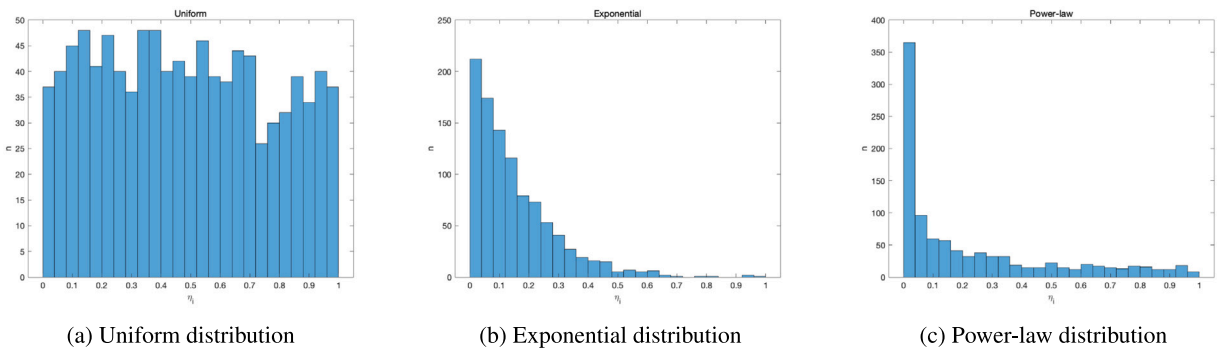 Uniform
50
45
40
35
30
25
20
15
10
5
0
n
0 0.1 0.2 0.3 0.4 0.5 0.6 0.7 0.8 0.9 1
ηi
(a) Uniform distribution
Exponential
250
200
150
100
50
0
n
0 0.1 0.2 0.3 0.4 0.5 0.6 0.7 0.8 0.9 1
ηi
(b) Exponential distribution
Power-law
400
350
300
250
200
150
100
50
0
n
0 0.1 0.2 0.3 0.4 0.5 0.6 0.7 0.8 0.9 1
ηi
(c) Power-law distribution